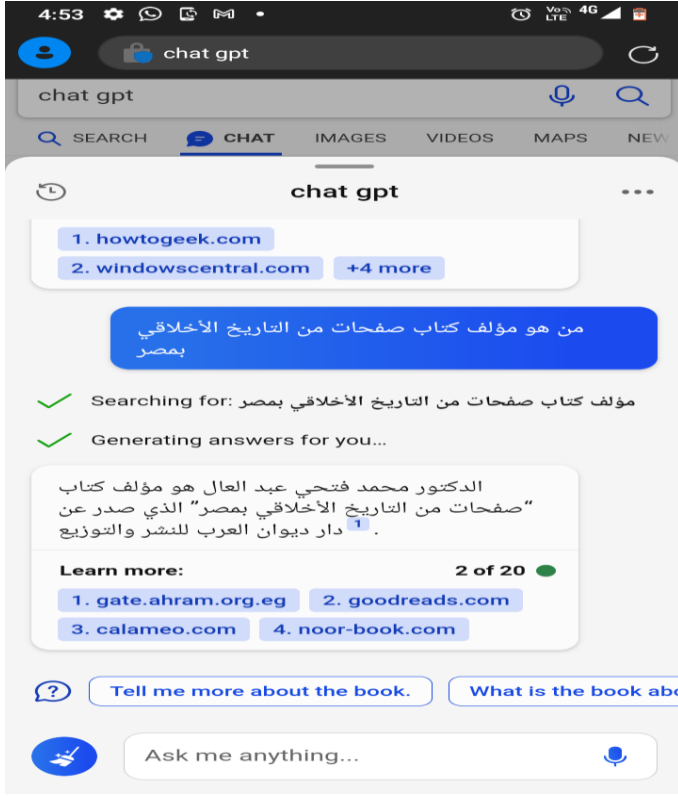 4:53
Vo LTE 4G
chat gpt
chat gpt
SEARCH CHAT IMAGES VIDEOS MAPS NEW
chat gpt
1. howtogeek.com
2. windowscentral.com +4 more
من هو مؤلف كتاب صفحات من التاريخ الأخلاقي
بمصر
Searching for: مؤلف كتاب صفحات من التاريخ الأخلاقي بمصر
Generating answers for you...
الدكتور محمد فتحي عبد العال هو مؤلف كتاب
“صفحات من التاريخ الأخلاقي بمصر” الذي صدر عن
دار ديوان العرب للنشر والتوزيع 1 .
Learn more: 2 of 20
1. gate.ahram.org.eg 2. goodreads.com
3. calameo.com 4. noor-book.com
Tell me more about the book. What is the book abo
Ask me anything...